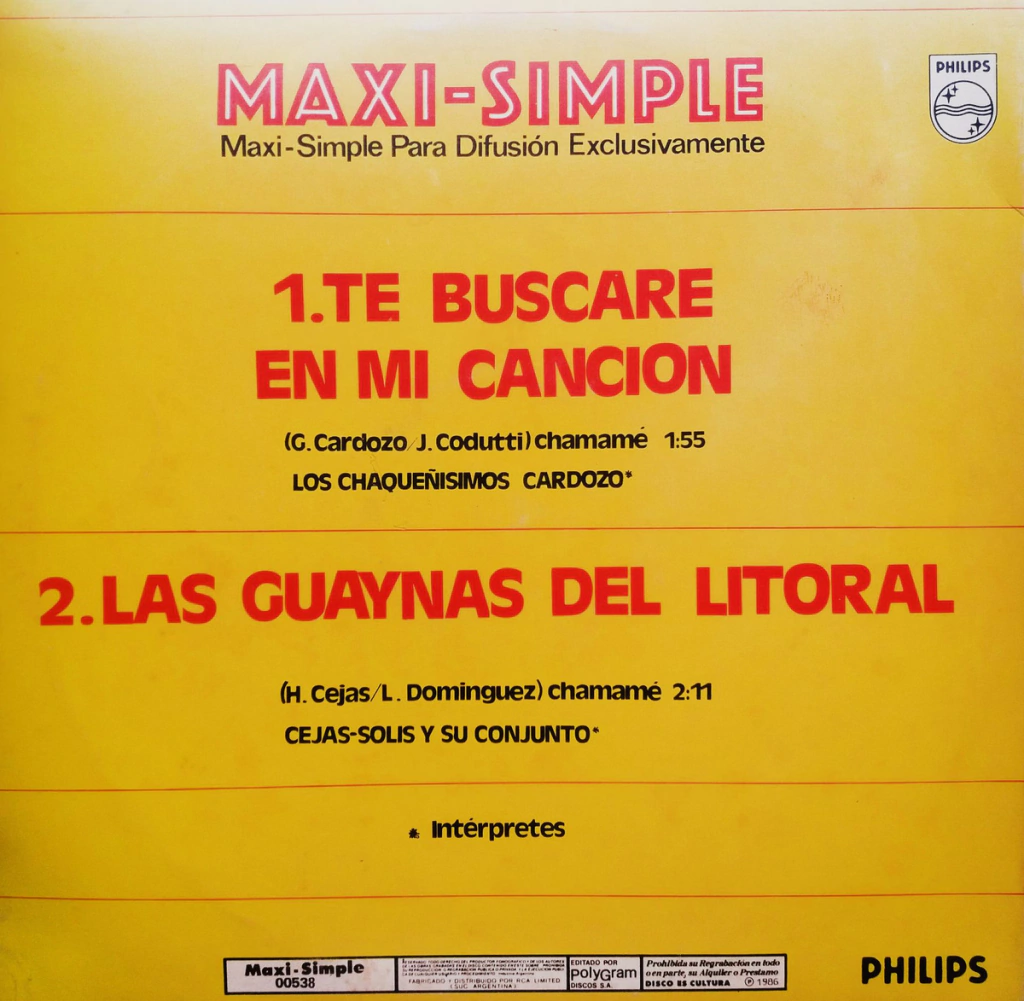 MAXI-SIMPLE
Maxi-Simple Para Difusión Exclusivamente
PHILIPS
1.TE BUSCARE
EN MI CANCION
(G. Cardozo/J. Codutti) chamamé 1:55
LOS CHAQUEÑISIMOS CARDOZO*
2.LAS GUAYNAS DEL LITORAL
(H. Cejas/L. Dominguez) chamamé 2:11
CEJAS-SOLIS Y SU CONJUNTO*
* Intérpretes
Maxi-Simple
00538
FABRICADO Y DISTRIBUIDO POR RCA LIMITED
(SUC. ARGENTINA)
EDITADO POR
polyGram
DISCOS S.A.
Prohibida su Regrabación en todo
o en parte, su Alquiler o Prestamo
DISCO ES CULTURA ℗ 1986
PHILIPS